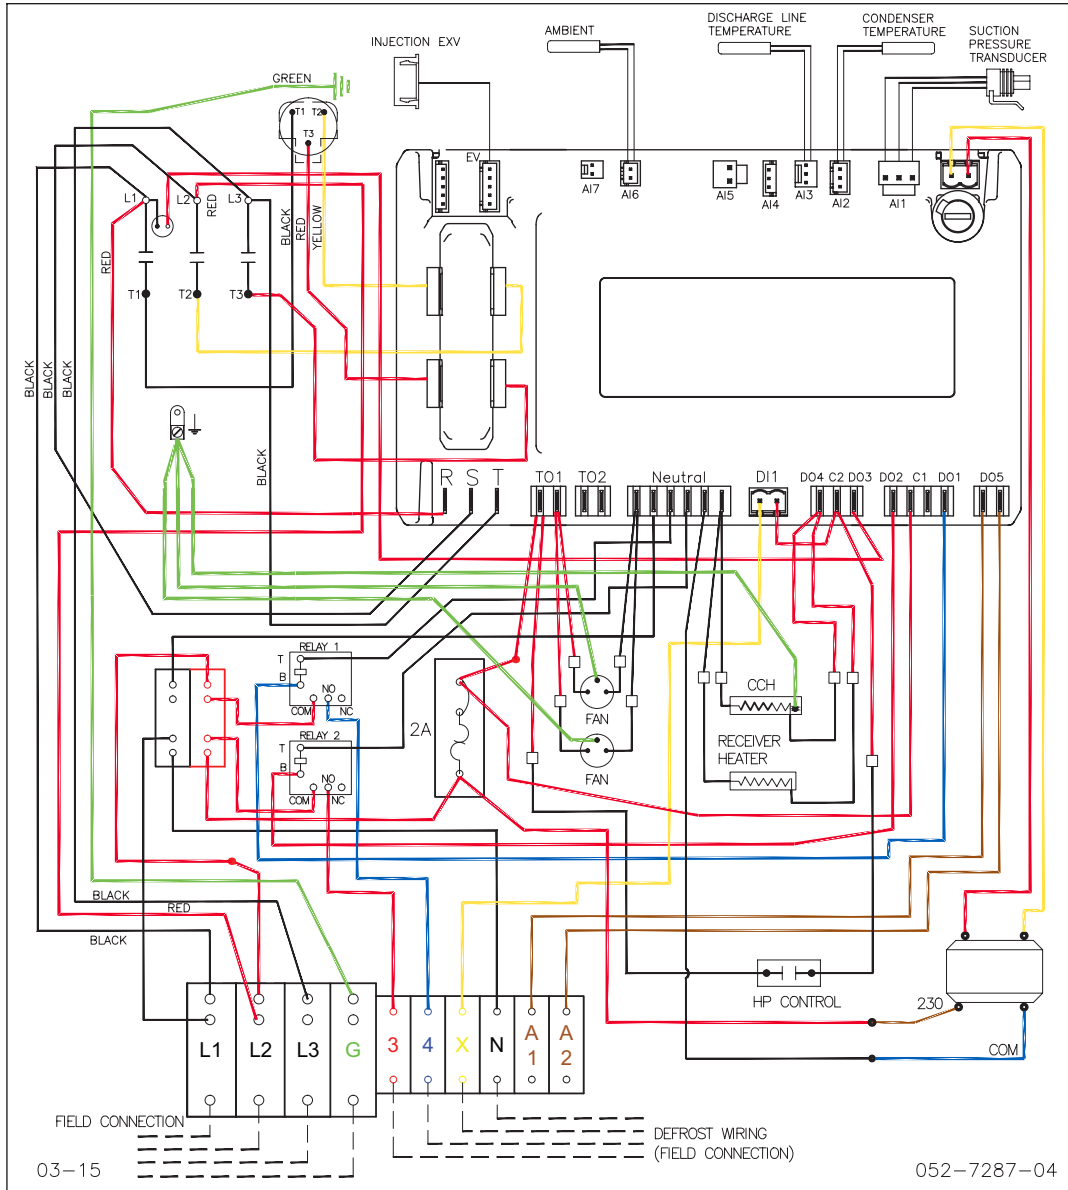 INJECTION EXV
AMBIENT
DISCHARGE LINE
TEMPERATURE
CONDENSER
TEMPERATURE
SUCTION
PRESSURE
TRANSDUCER
GREEN
T1
T2
T3
EV
AI7
AI6
AI5
AI4
AI3
AI2
AI1
L1
L2
L3
RED
RED
BLACK
RED
YELLOW
T1
T2
T3
BLACK
BLACK
BLACK
BLACK
R
S
T
TO1
TO2
Neutral
DI1
DO4
C2
DO3
DO2
C1
DO1
DO5
RELAY 1
T
B
NO
COM
NC
2A
FAN
CCH
RELAY 2
T
B
NO
COM
NC
FAN
RECEIVER
HEATER
BLACK
RED
BLACK
HP CONTROL
230
COM
L1
L2
L3
G
3
4
X
N
A
1
A
2
FIELD CONNECTION
DEFROST WIRING
(FIELD CONNECTION)
03-15
052-7287-04